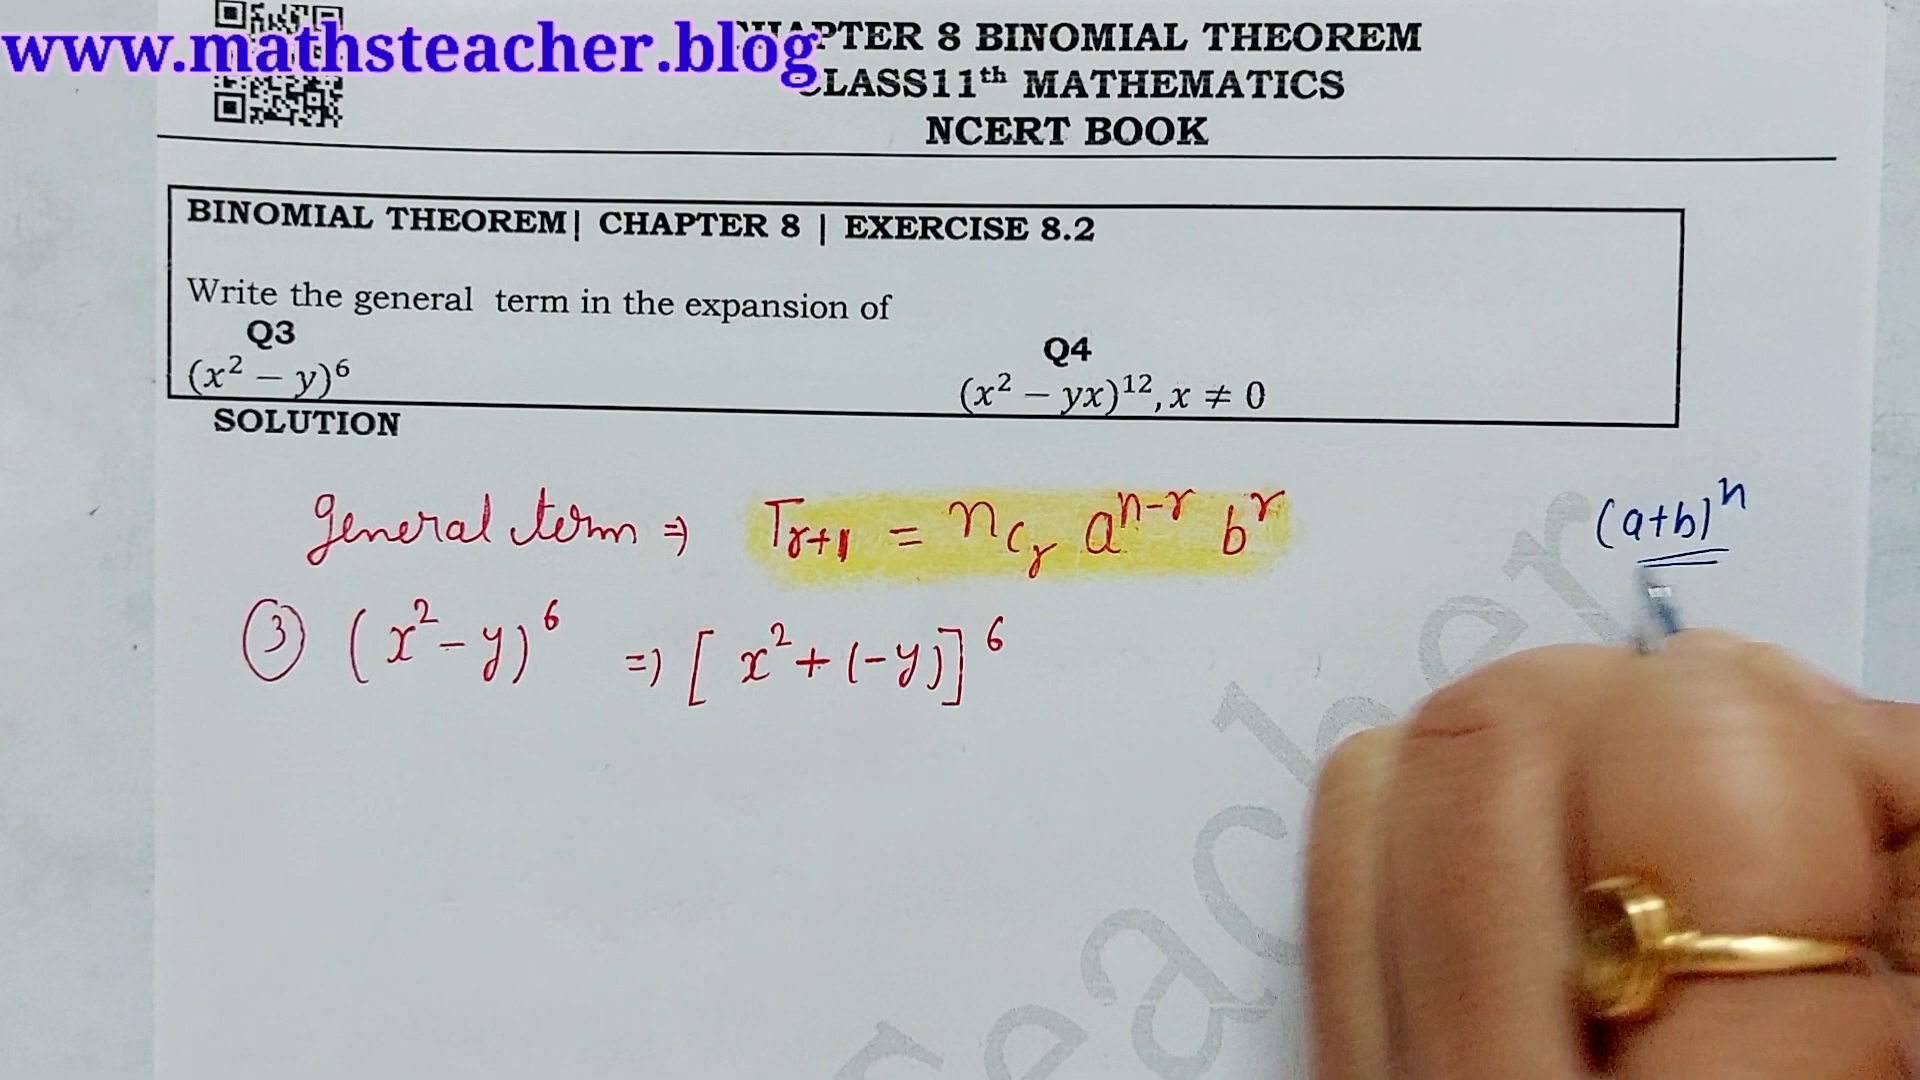 www.mathsteacher.blog
CHAPTER 8 BINOMIAL THEOREM
CLASS11th MATHEMATICS
NCERT BOOK
BINOMIAL THEOREM| CHAPTER 8 | EXERCISE 8.2
Write the general term in the expansion of
Q3 Q4
(x² − y)⁶ (x² − yx)¹², x ≠ 0
SOLUTION
General term ⇒ Tᵣ₊₁ = nCᵣ aⁿ⁻ʳ bʳ (a+b)ⁿ
③ (x² − y)⁶ ⇒ [x² + (−y)]⁶